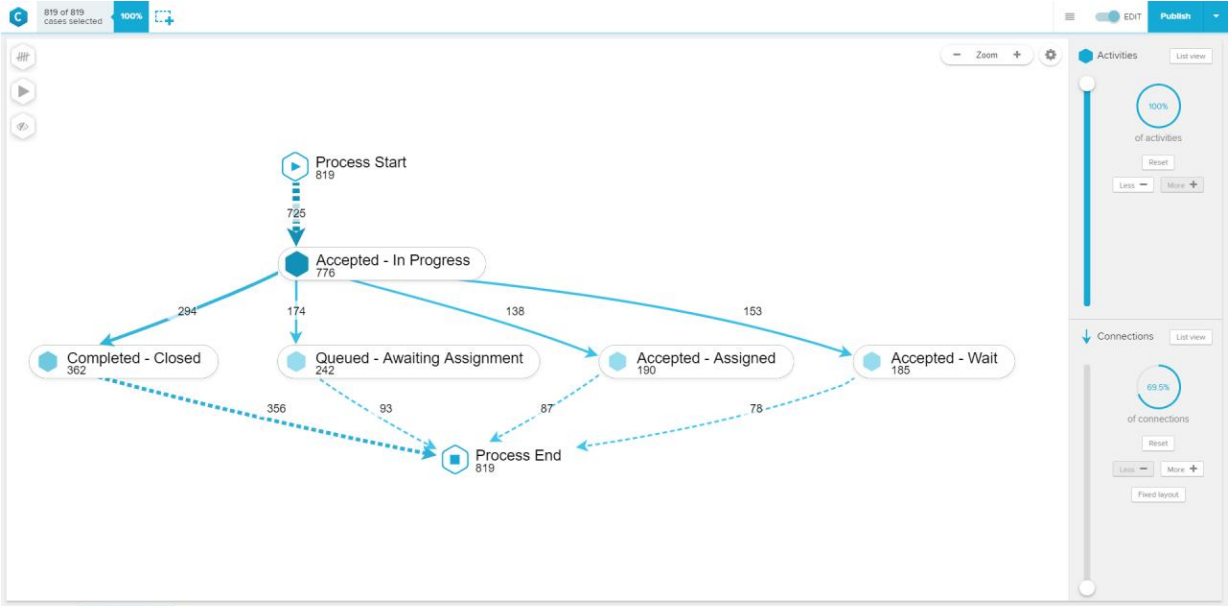 C
819 of 819
cases selected
100%
EDIT
Publish
Zoom
Activities
List view
100%
of activities
Reset
Less −
More +
Process Start
819
725
Accepted - In Progress
776
294
174
138
153
Completed - Closed
362
Queued - Awaiting Assignment
242
Accepted - Assigned
190
Accepted - Wait
185
356
93
87
78
Process End
819
Connections
List view
69.5%
of connections
Reset
Less −
More +
Fixed layout